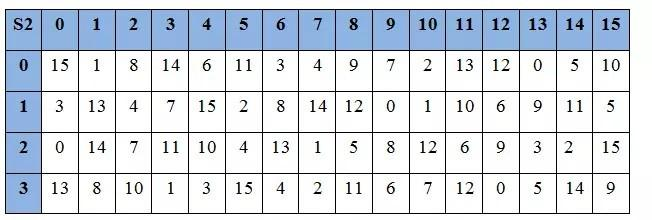 S2 0 1 2 3 4 5 6 7 8 9 10 11 12 13 14 15
0 15 1 8 14 6 11 3 4 9 7 2 13 12 0 5 10
1 3 13 4 7 15 2 8 14 12 0 1 10 6 9 11 5
2 0 14 7 11 10 4 13 1 5 8 12 6 9 3 2 15
3 13 8 10 1 3 15 4 2 11 6 7 12 0 5 14 9